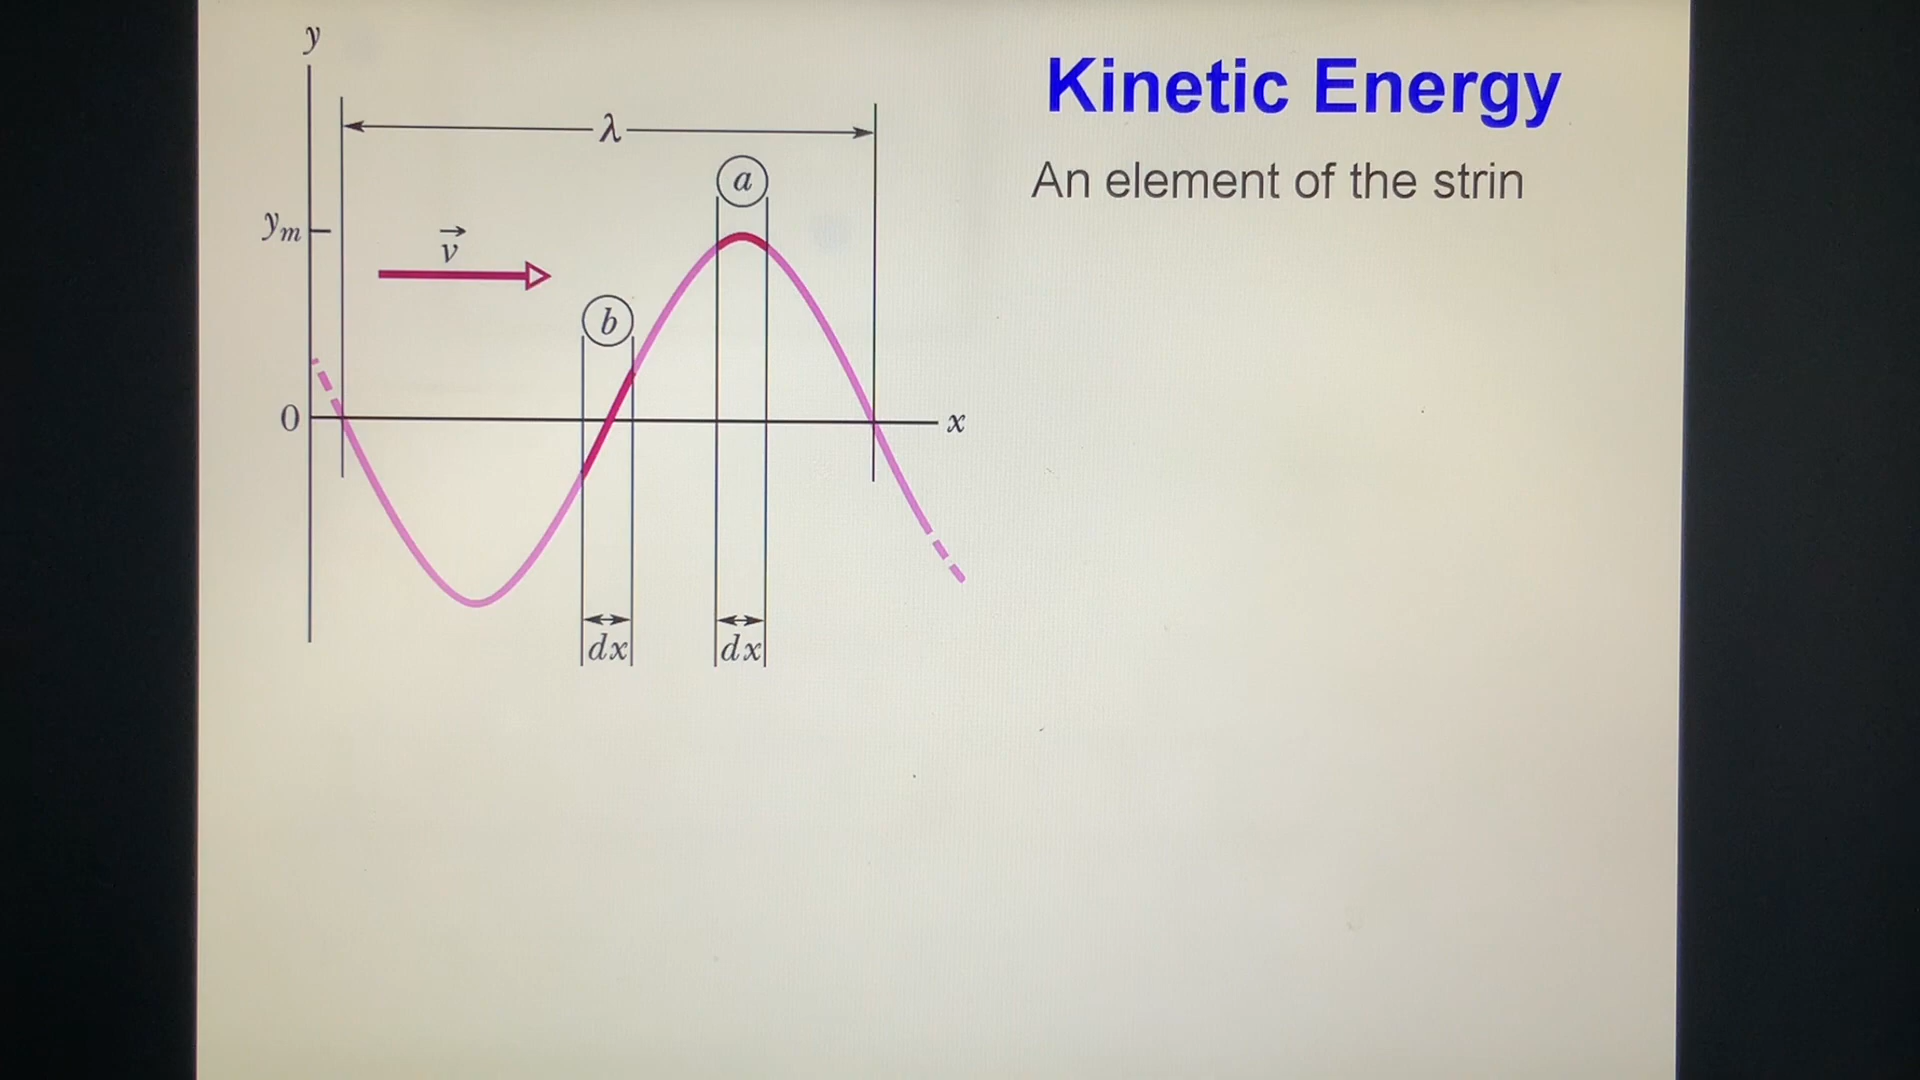 Kinetic Energy
An element of the strin
y
λ
a
y_m
v
b
0
x
dx
dx